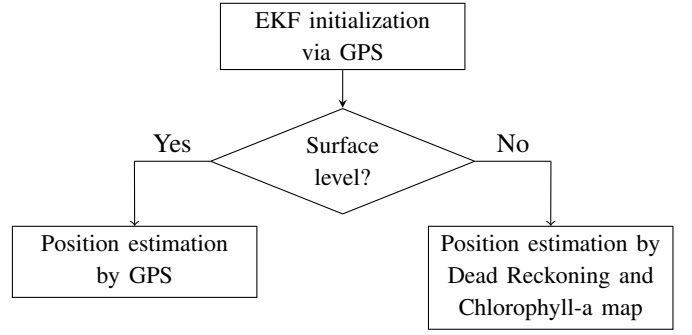 EKF initialization
via GPS
Yes
No
Surface
level?
Position estimation
by GPS
Position estimation by
Dead Reckoning and
Chlorophyll-a map